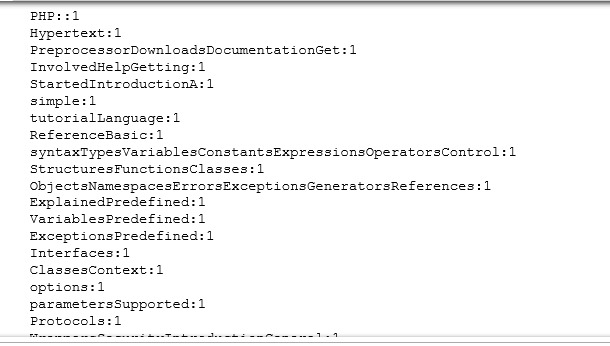 PHP::1
Hypertext:1
PreprocessorDownloadsDocumentationGet:1
InvolvedHelpGetting:1
StartedIntroductionA:1
simple:1
tutorialLanguage:1
ReferenceBasic:1
syntaxTypesVariablesConstantsExpressionsOperatorsControl:1
StructuresFunctionsClasses:1
ObjectsNamespacesErrorsExceptionsGeneratorsReferences:1
ExplainedPredefined:1
VariablesPredefined:1
ExceptionsPredefined:1
Interfaces:1
ClassesContext:1
options:1
parametersSupported:1
Protocols:1